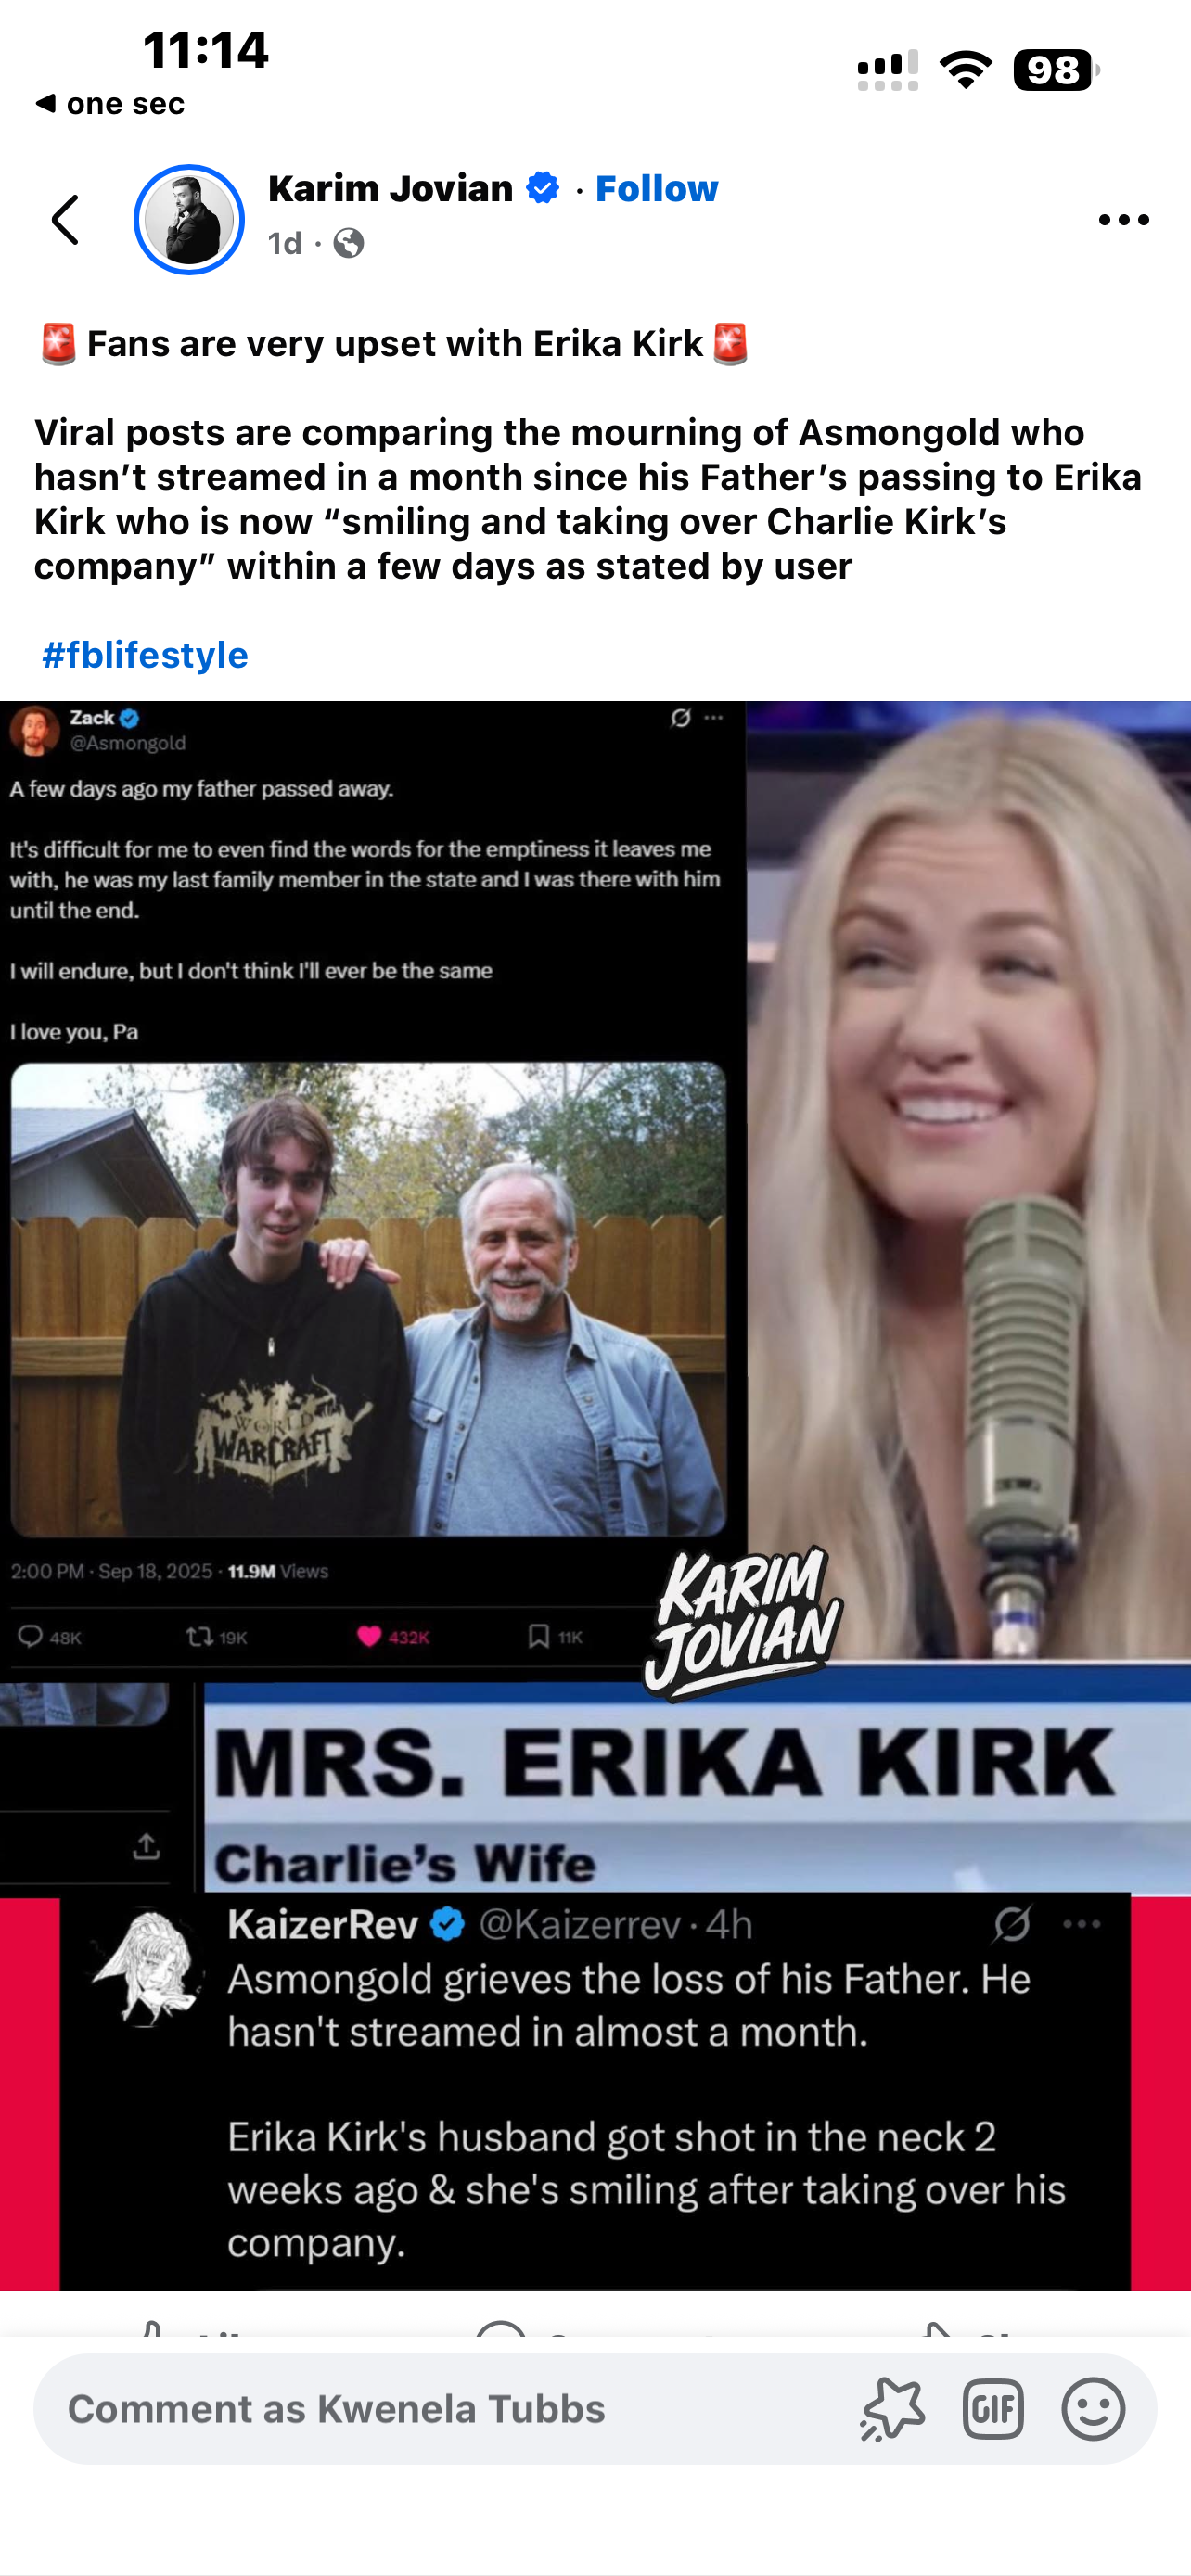 11:14
98
◀ one sec
Karim Jovian · Follow
1d ·
🚨 Fans are very upset with Erika Kirk 🚨
Viral posts are comparing the mourning of Asmongold who
hasn’t streamed in a month since his Father’s passing to Erika
Kirk who is now “smiling and taking over Charlie Kirk’s
company” within a few days as stated by user
#fblifestyle
Zack
@Asmongold
A few days ago my father passed away.
It's difficult for me to even find the words for the emptiness it leaves me
with, he was my last family member in the state and I was there with him
until the end.
I will endure, but I don't think I'll ever be the same
I love you, Pa
WORLD
WARCRAFT
2:00 PM · Sep 18, 2025 · 11.9M Views
48K 19K 432K 11K
KARIM
JOVIAN
MRS. ERIKA KIRK
Charlie’s Wife
KaizerRev @Kaizerrev · 4h
Asmongold grieves the loss of his Father. He
hasn't streamed in almost a month.
Erika Kirk's husband got shot in the neck 2
weeks ago & she's smiling after taking over his
company.
Comment as Kwenela Tubbs
GIF